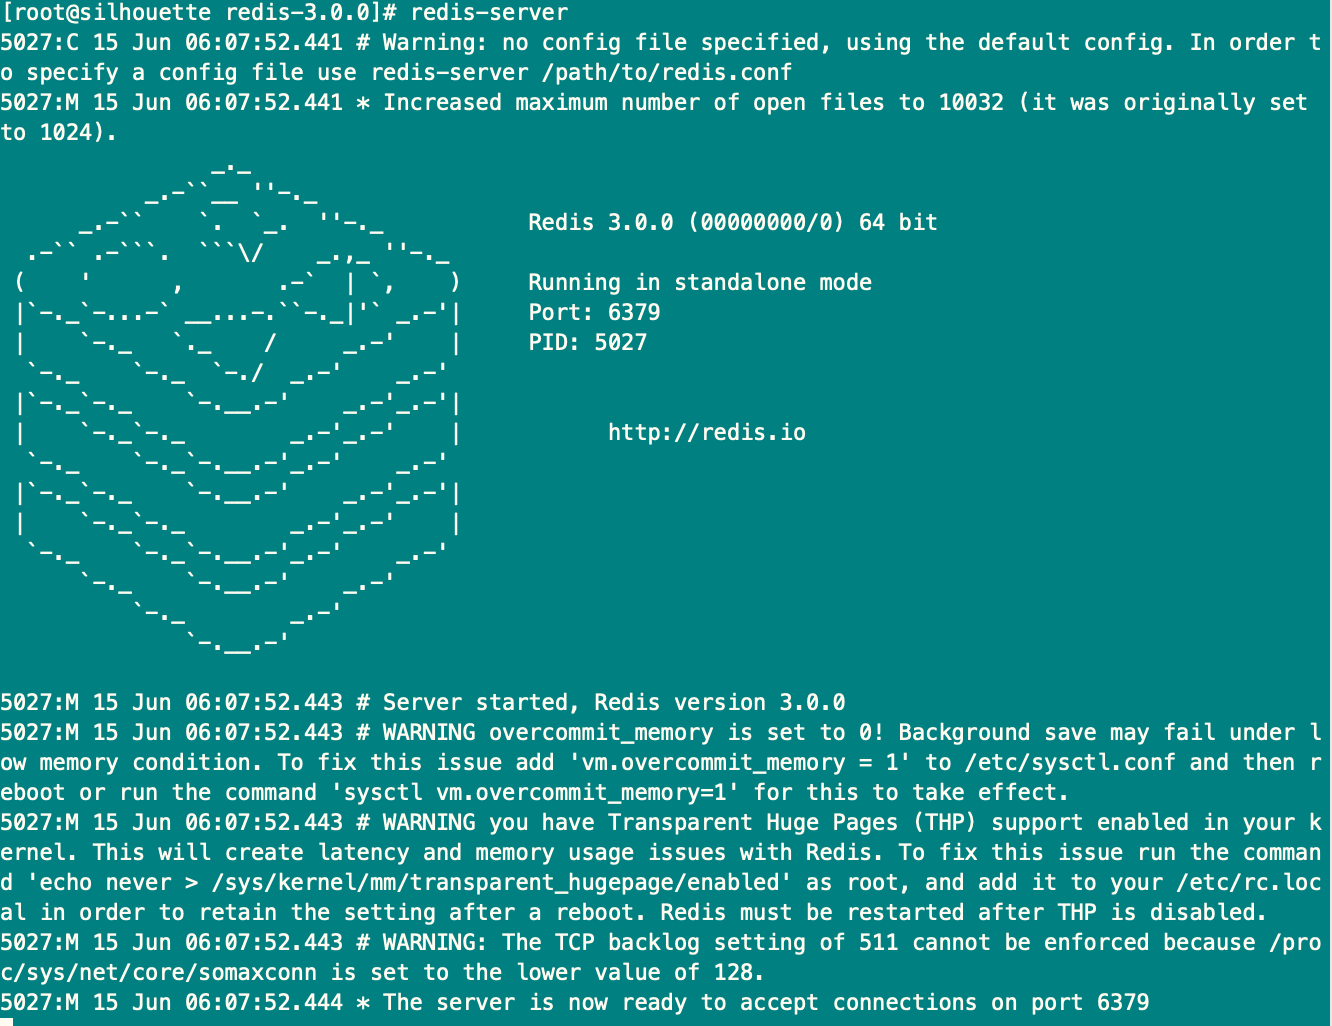 [root@silhouette redis-3.0.0]# redis-server
5027:C 15 Jun 06:07:52.441 # Warning: no config file specified, using the default config. In order t
o specify a config file use redis-server /path/to/redis.conf
5027:M 15 Jun 06:07:52.441 * Increased maximum number of open files to 10032 (it was originally set
to 1024).
Redis 3.0.0 (00000000/0) 64 bit
Running in standalone mode
Port: 6379
PID: 5027
http://redis.io
5027:M 15 Jun 06:07:52.443 # Server started, Redis version 3.0.0
5027:M 15 Jun 06:07:52.443 # WARNING overcommit_memory is set to 0! Background save may fail under l
ow memory condition. To fix this issue add 'vm.overcommit_memory = 1' to /etc/sysctl.conf and then r
eboot or run the command 'sysctl vm.overcommit_memory=1' for this to take effect.
5027:M 15 Jun 06:07:52.443 # WARNING you have Transparent Huge Pages (THP) support enabled in your k
ernel. This will create latency and memory usage issues with Redis. To fix this issue run the comman
d 'echo never > /sys/kernel/mm/transparent_hugepage/enabled' as root, and add it to your /etc/rc.loc
al in order to retain the setting after a reboot. Redis must be restarted after THP is disabled.
5027:M 15 Jun 06:07:52.443 # WARNING: The TCP backlog setting of 511 cannot be enforced because /pro
c/sys/net/core/somaxconn is set to the lower value of 128.
5027:M 15 Jun 06:07:52.444 * The server is now ready to accept connections on port 6379